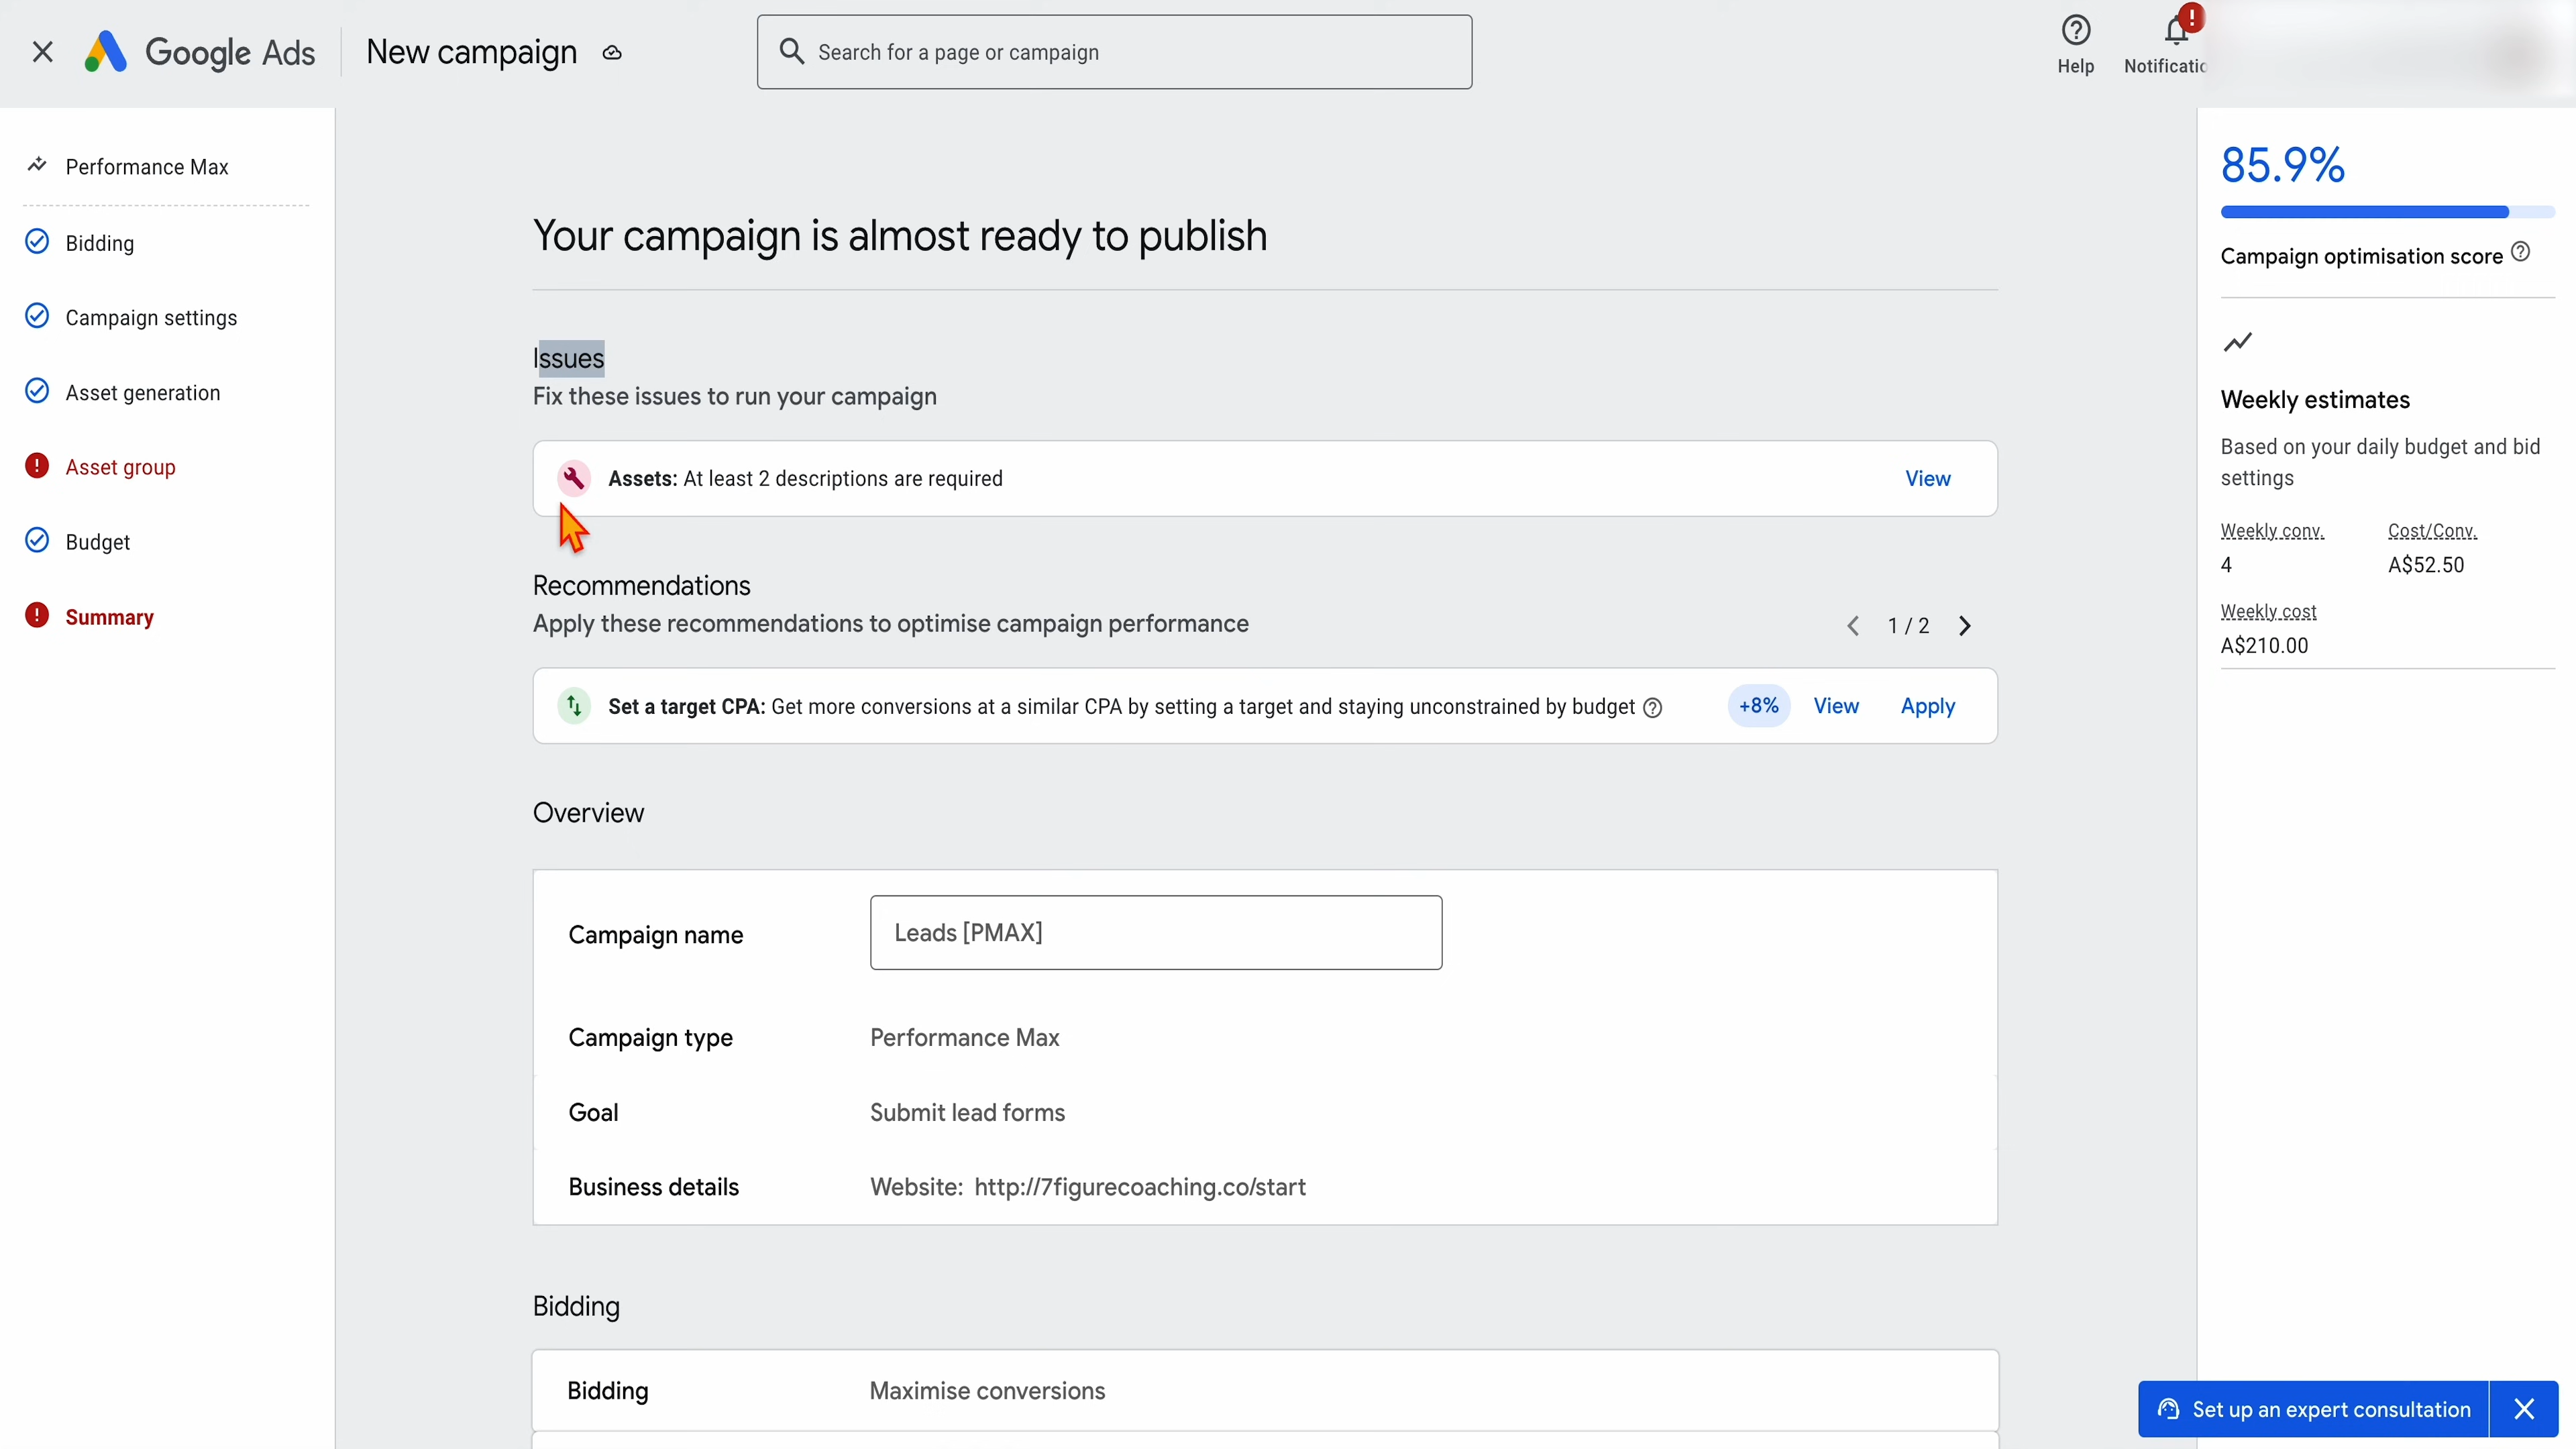 Google Ads
New campaign
Search for a page or campaign
Help
Notificatio
Performance Max
Bidding
Campaign settings
Asset generation
Asset group
Budget
Summary
Your campaign is almost ready to publish
Issues
Fix these issues to run your campaign
Assets: At least 2 descriptions are required
View
Recommendations
Apply these recommendations to optimise campaign performance
1 / 2
Set a target CPA: Get more conversions at a similar CPA by setting a target and staying unconstrained by budget
+8%
View
Apply
Overview
Campaign name
Leads [PMAX]
Campaign type
Performance Max
Goal
Submit lead forms
Business details
Website: http://7figurecoaching.co/start
Bidding
Bidding
Maximise conversions
85.9%
Campaign optimisation score
Weekly estimates
Based on your daily budget and bid
settings
Weekly conv.
Cost/Conv.
4
A$52.50
Weekly cost
A$210.00
Set up an expert consultation